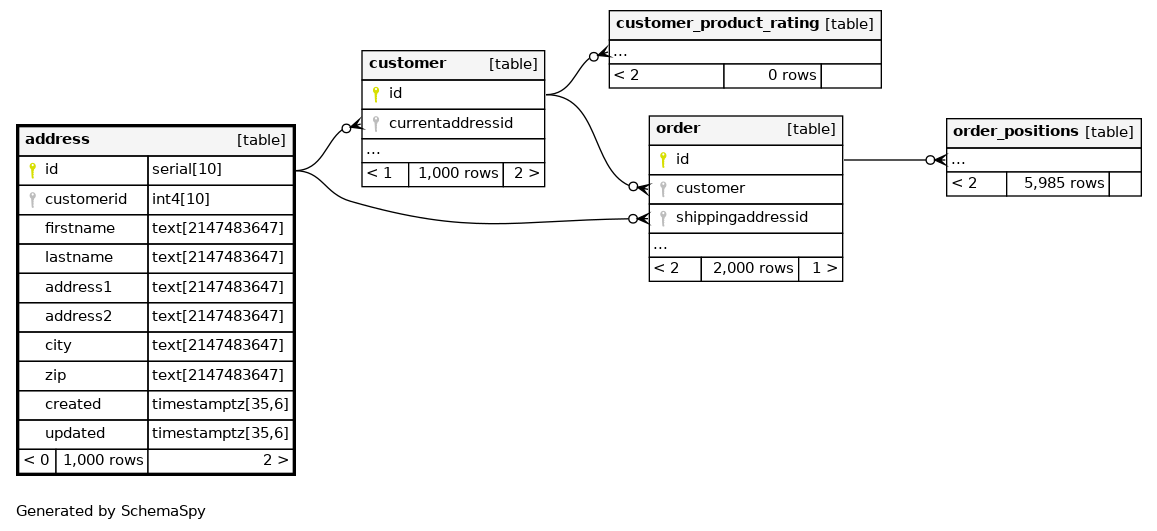 customer_product_rating [table]
...
< 2 0 rows
customer [table]
id
currentaddressid
...
< 1 1,000 rows 2 >
order [table]
id
customer
shippingaddressid
...
< 2 2,000 rows 1 >
order_positions [table]
...
< 2 5,985 rows
address [table]
id serial[10]
customerid int4[10]
firstname text[2147483647]
lastname text[2147483647]
address1 text[2147483647]
address2 text[2147483647]
city text[2147483647]
zip text[2147483647]
created timestamptz[35,6]
updated timestamptz[35,6]
< 0 1,000 rows 2 >
Generated by SchemaSpy